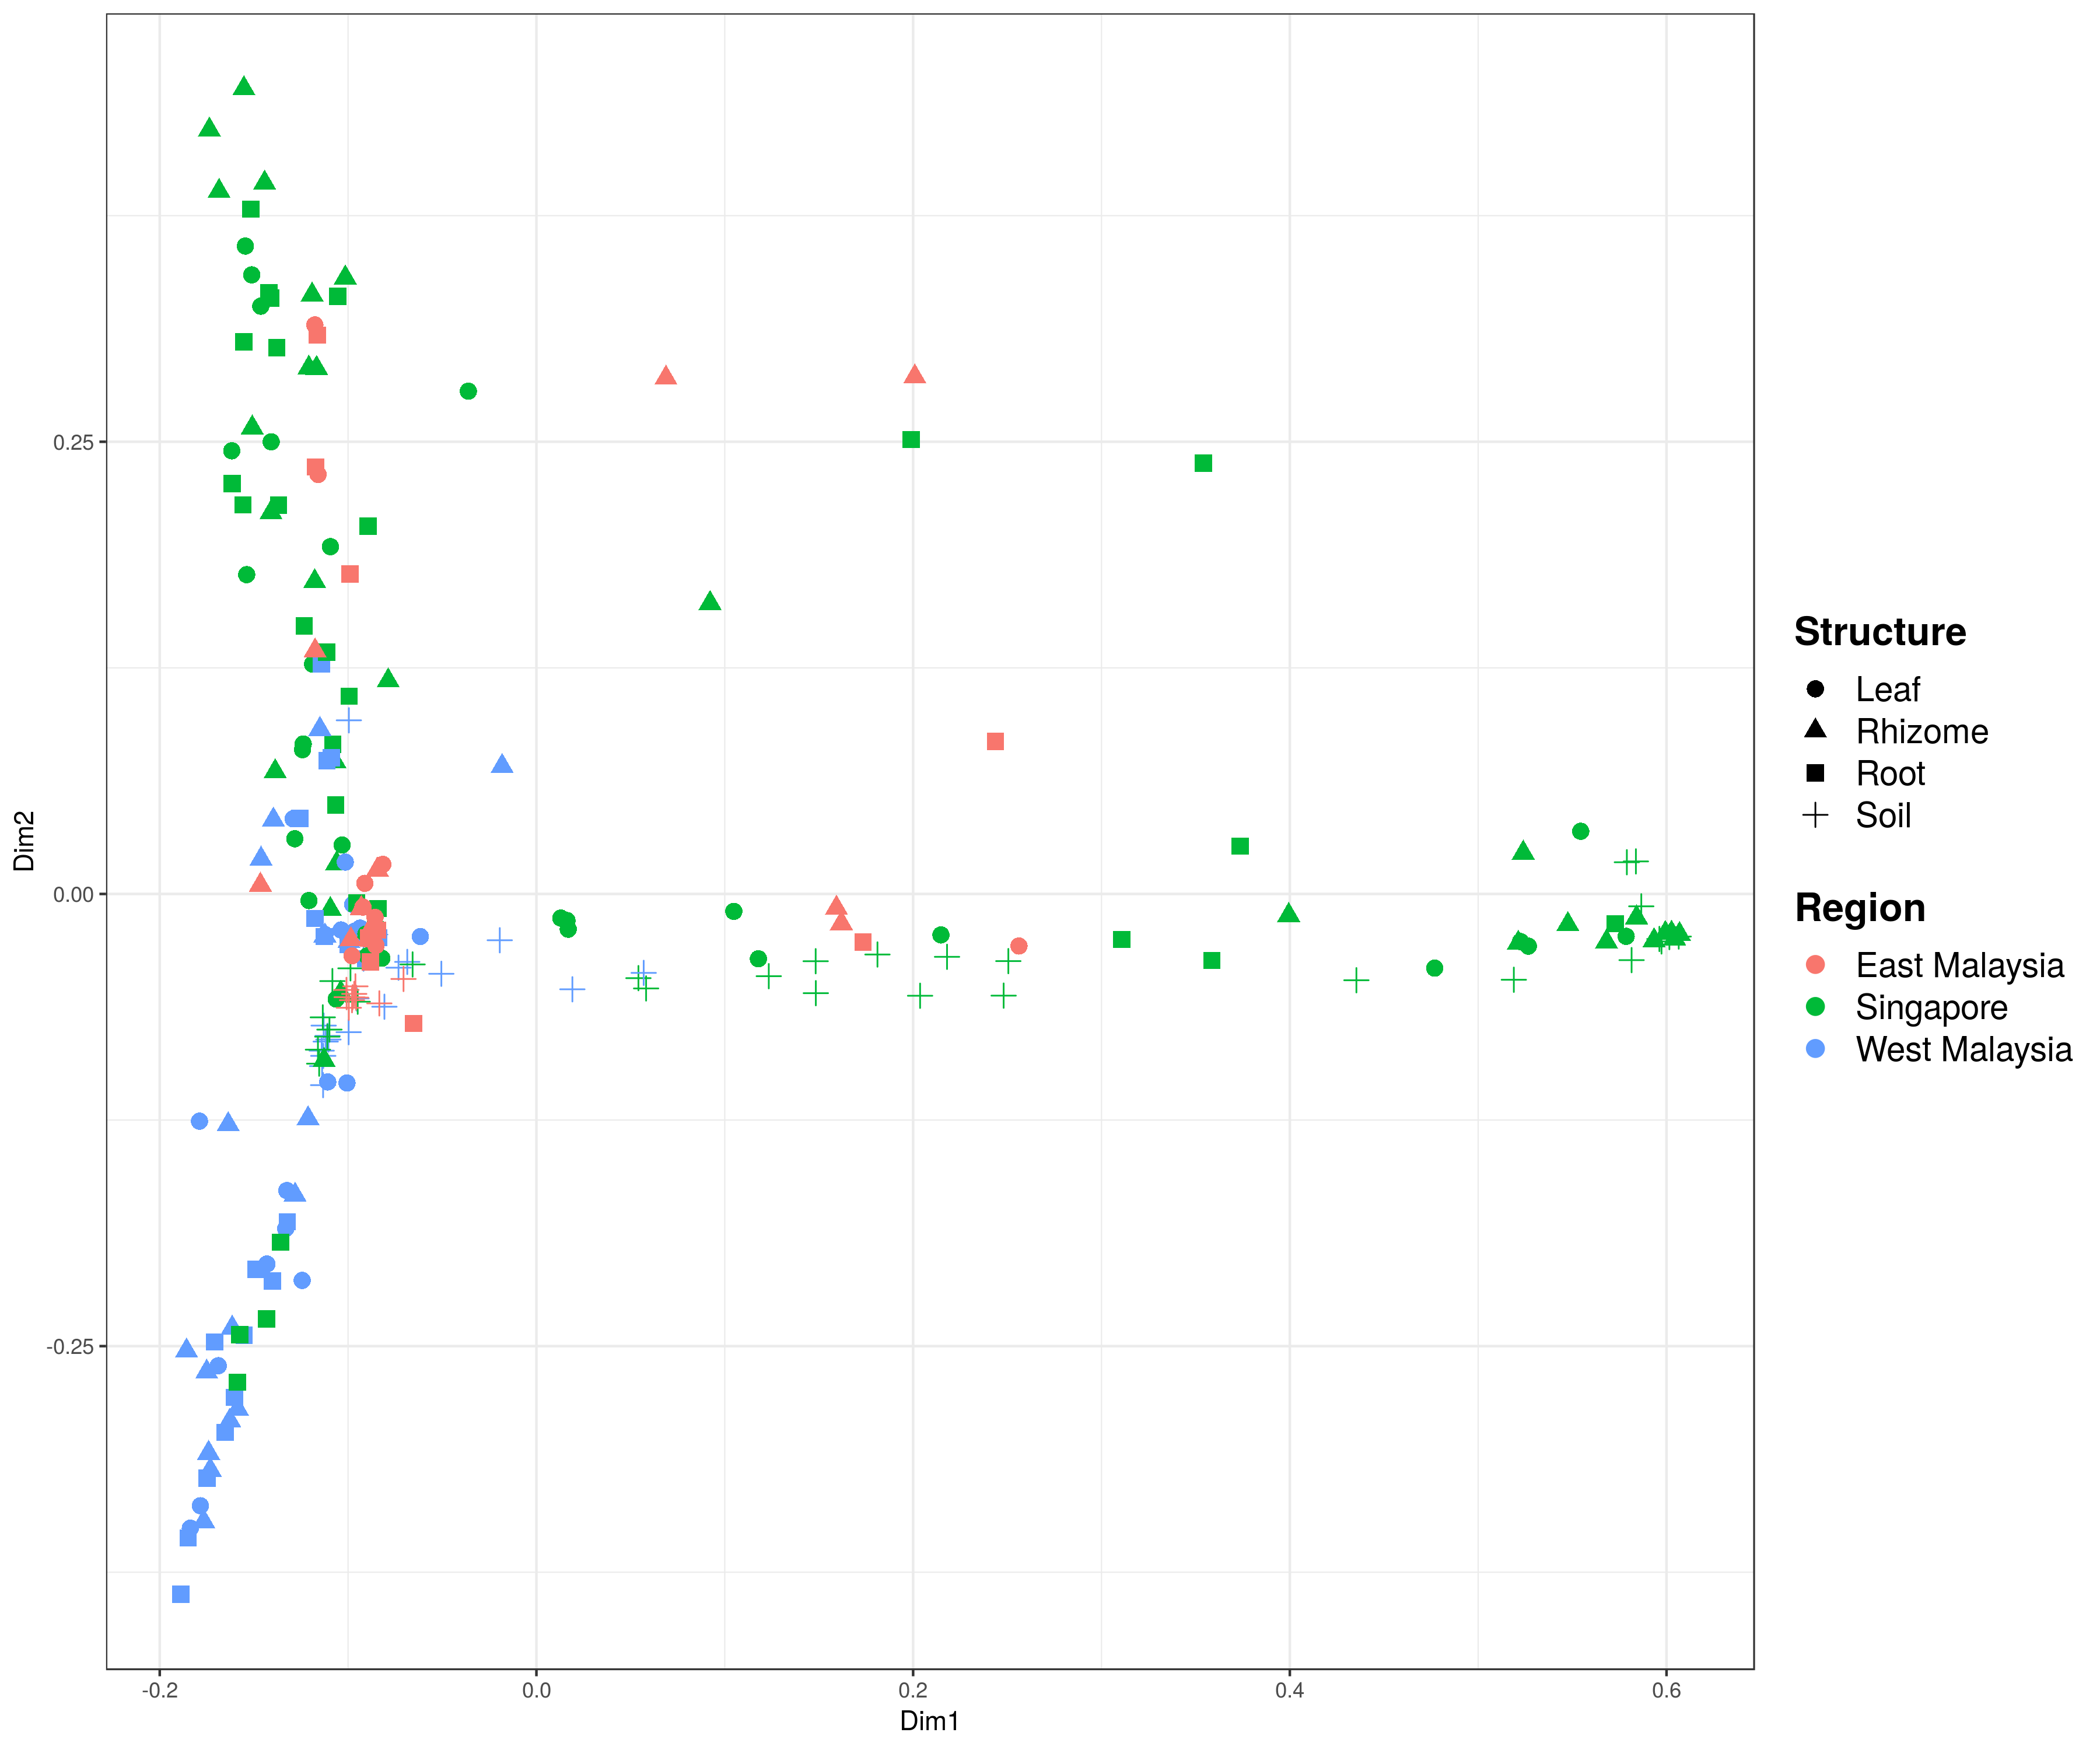 Dim2
0.25
0.00
-0.25
-0.2
0.0
0.2
0.4
0.6
Dim1
Structure
Leaf
Rhizome
Root
Soil
Region
East Malaysia
Singapore
West Malaysia